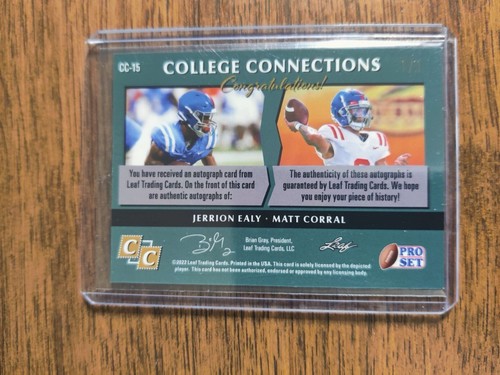 CC-15
COLLEGE CONNECTIONS
Congratulations!
You have received an autograph card from
Leaf Trading Cards. On the front of this card
are authentic autographs of:
The authenticity of these autographs is
guaranteed by Leaf Trading Cards. We hope
you enjoy your piece of history!
JERRION EALY · MATT CORRAL
C C
Brian Gray, President,
Leaf Trading Cards, LLC
Leaf
PRO
SET
©2022 Leaf Trading Cards. Printed in the USA. This card is solely licensed by the depicted
player. This card has not been authorized, endorsed or approved by any licensing body.